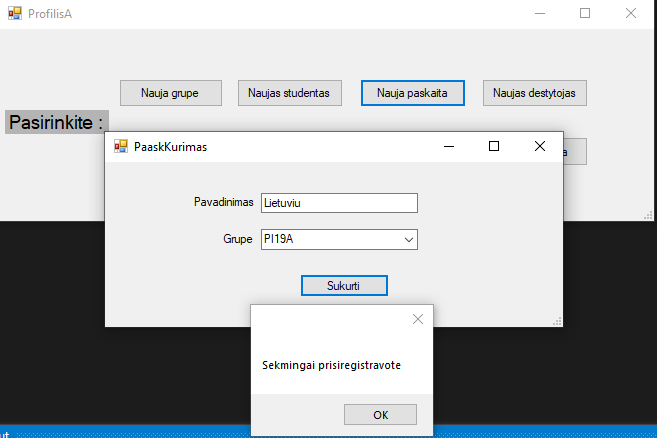 ProfilisA
Nauja grupe
Naujas studentas
Nauja paskaita
Naujas destytojas
Pasirinkite :
a
PaaskKurimas
Pavadinimas
Lietuviu
Grupe
PI19A
Sukurti
Sekmingai prisiregistravote
OK
ut